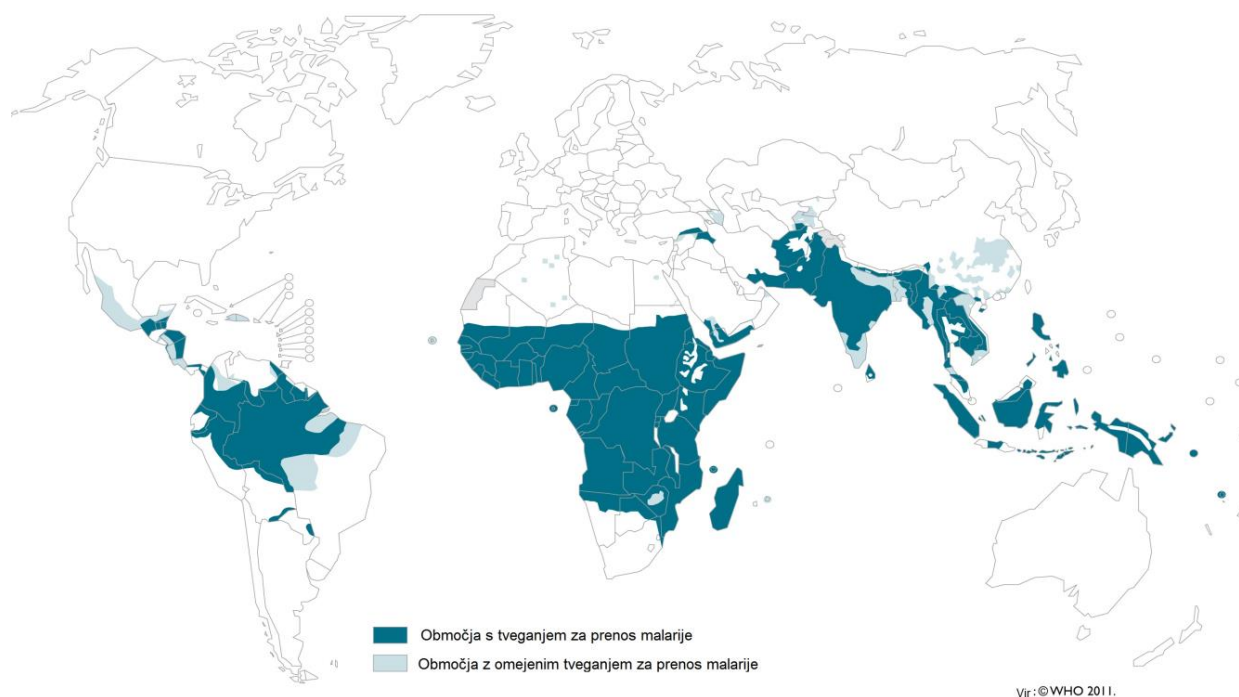 Območja s tveganjem za prenos malarije
Območja z omejenim tveganjem za prenos malarije
Vir: © WHO 2011.